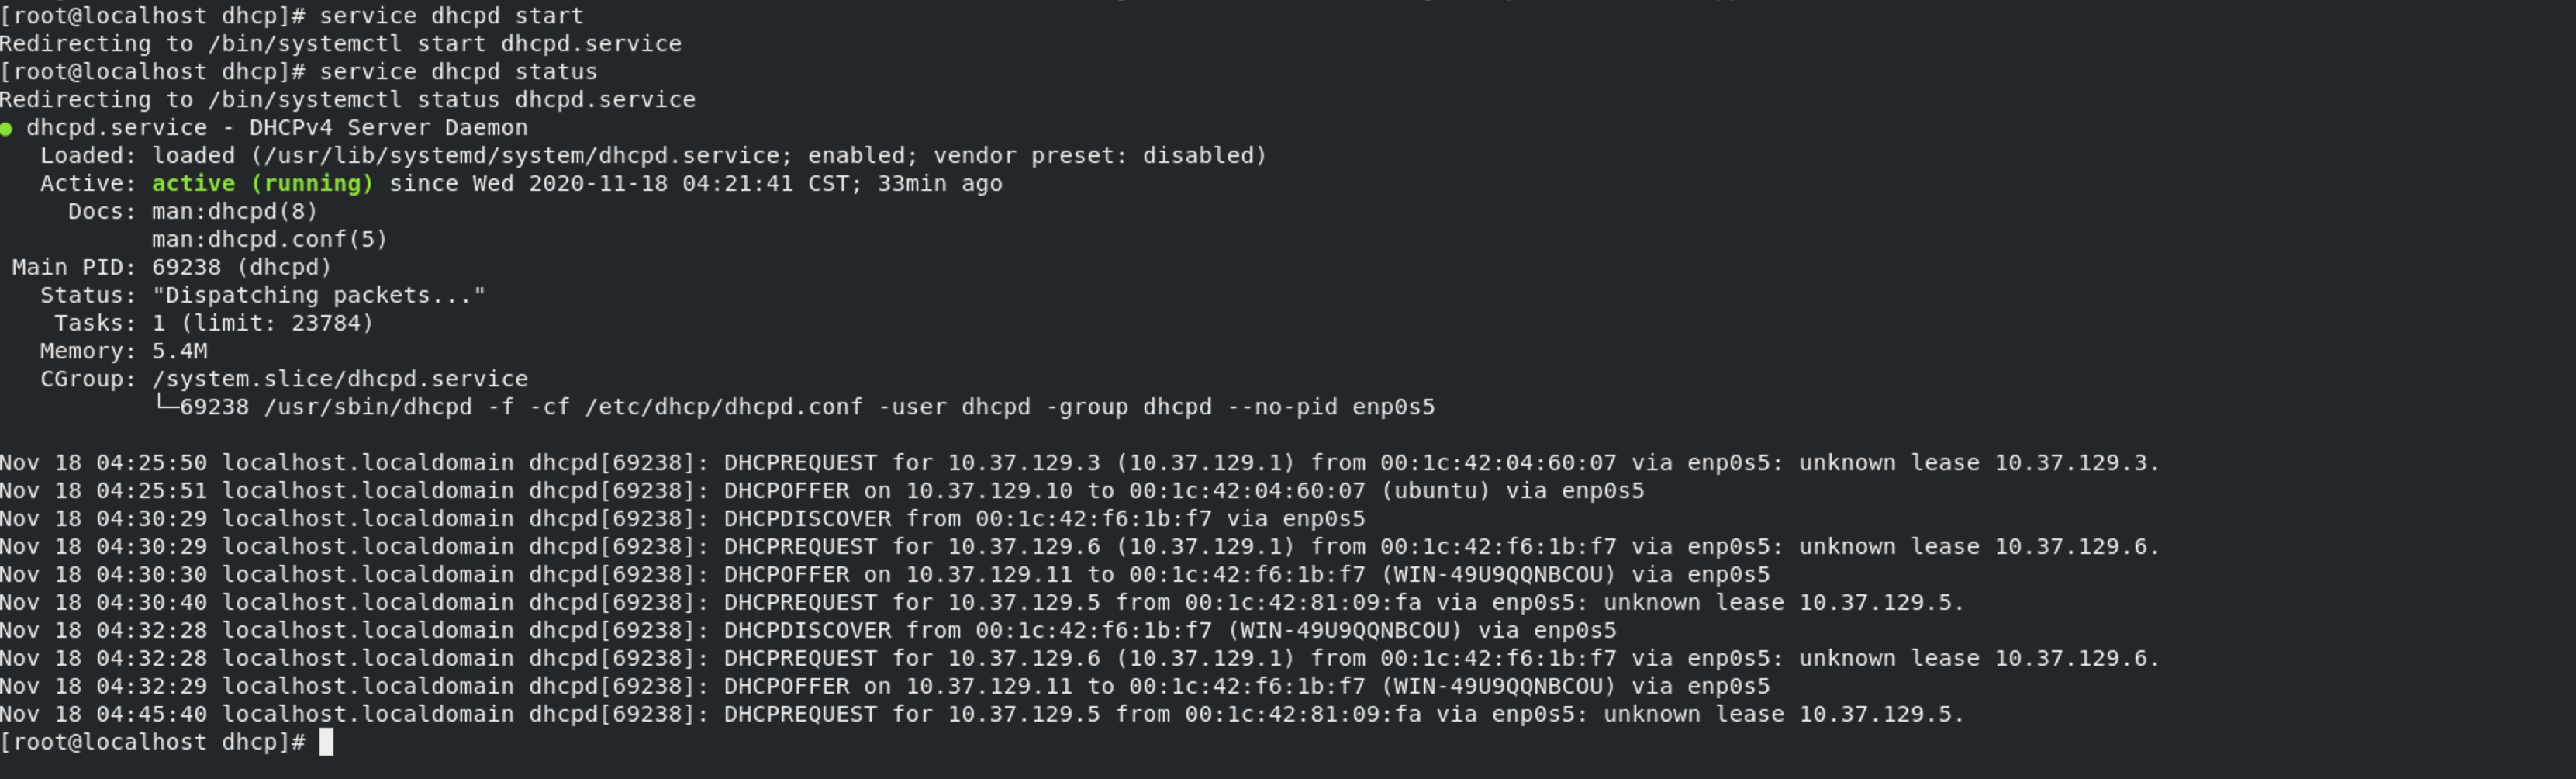 [root@localhost dhcp]# service dhcpd start
Redirecting to /bin/systemctl start dhcpd.service
[root@localhost dhcp]# service dhcpd status
Redirecting to /bin/systemctl status dhcpd.service
● dhcpd.service - DHCPv4 Server Daemon
   Loaded: loaded (/usr/lib/systemd/system/dhcpd.service; enabled; vendor preset: disabled)
   Active: active (running) since Wed 2020-11-18 04:21:41 CST; 33min ago
     Docs: man:dhcpd(8)
           man:dhcpd.conf(5)
 Main PID: 69238 (dhcpd)
   Status: "Dispatching packets..."
    Tasks: 1 (limit: 23784)
   Memory: 5.4M
   CGroup: /system.slice/dhcpd.service
           └─69238 /usr/sbin/dhcpd -f -cf /etc/dhcp/dhcpd.conf -user dhcpd -group dhcpd --no-pid enp0s5
Nov 18 04:25:50 localhost.localdomain dhcpd[69238]: DHCPREQUEST for 10.37.129.3 (10.37.129.1) from 00:1c:42:04:60:07 via enp0s5: unknown lease 10.37.129.3.
Nov 18 04:25:51 localhost.localdomain dhcpd[69238]: DHCPOFFER on 10.37.129.10 to 00:1c:42:04:60:07 (ubuntu) via enp0s5
Nov 18 04:30:29 localhost.localdomain dhcpd[69238]: DHCPDISCOVER from 00:1c:42:f6:1b:f7 via enp0s5
Nov 18 04:30:29 localhost.localdomain dhcpd[69238]: DHCPREQUEST for 10.37.129.6 (10.37.129.1) from 00:1c:42:f6:1b:f7 via enp0s5: unknown lease 10.37.129.6.
Nov 18 04:30:30 localhost.localdomain dhcpd[69238]: DHCPOFFER on 10.37.129.11 to 00:1c:42:f6:1b:f7 (WIN-49U9QQNBCOU) via enp0s5
Nov 18 04:30:40 localhost.localdomain dhcpd[69238]: DHCPREQUEST for 10.37.129.5 from 00:1c:42:81:09:fa via enp0s5: unknown lease 10.37.129.5.
Nov 18 04:32:28 localhost.localdomain dhcpd[69238]: DHCPDISCOVER from 00:1c:42:f6:1b:f7 (WIN-49U9QQNBCOU) via enp0s5
Nov 18 04:32:28 localhost.localdomain dhcpd[69238]: DHCPREQUEST for 10.37.129.6 (10.37.129.1) from 00:1c:42:f6:1b:f7 via enp0s5: unknown lease 10.37.129.6.
Nov 18 04:32:29 localhost.localdomain dhcpd[69238]: DHCPOFFER on 10.37.129.11 to 00:1c:42:f6:1b:f7 (WIN-49U9QQNBCOU) via enp0s5
Nov 18 04:45:40 localhost.localdomain dhcpd[69238]: DHCPREQUEST for 10.37.129.5 from 00:1c:42:81:09:fa via enp0s5: unknown lease 10.37.129.5.
[root@localhost dhcp]#